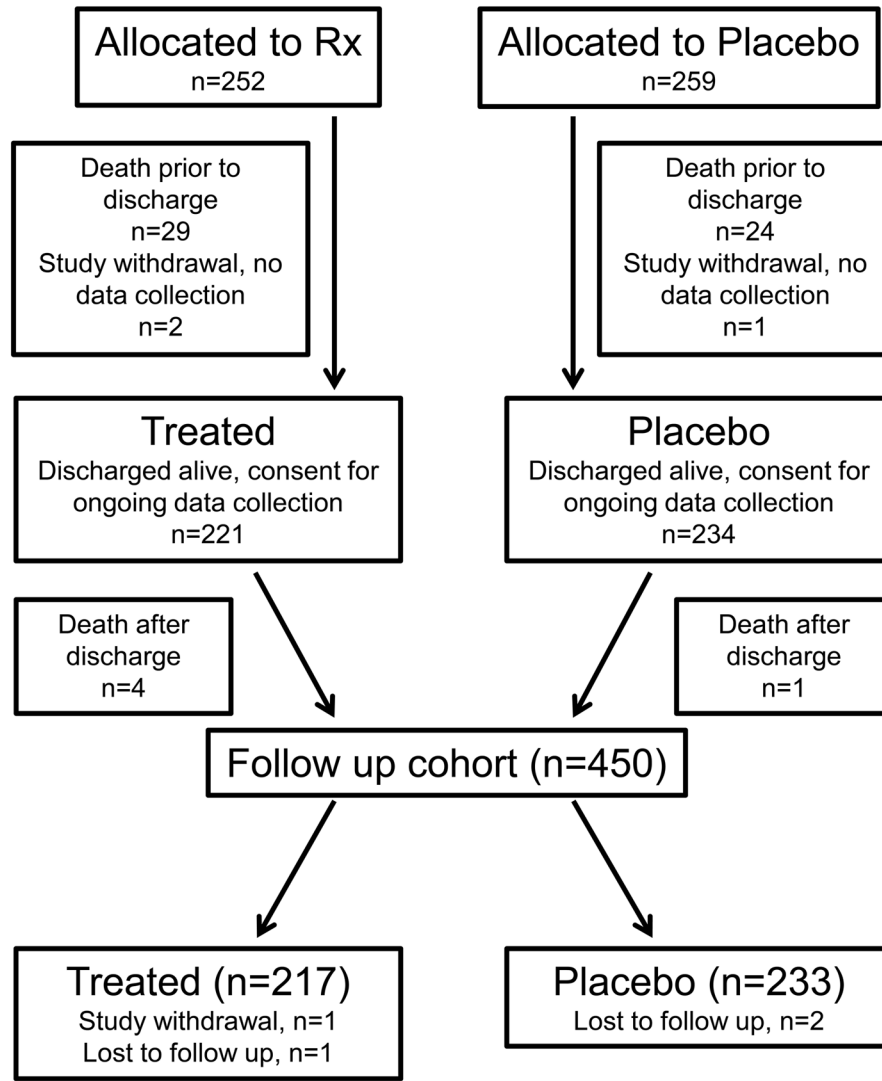 Allocated to Rx
n=252
Allocated to Placebo
n=259
Death prior to
discharge
n=29
Study withdrawal, no
data collection
n=2
Death prior to
discharge
n=24
Study withdrawal, no
data collection
n=1
Treated
Discharged alive, consent for
ongoing data collection
n=221
Placebo
Discharged alive, consent for
ongoing data collection
n=234
Death after
discharge
n=4
Death after
discharge
n=1
Follow up cohort (n=450)
Treated (n=217)
Study withdrawal, n=1
Lost to follow up, n=1
Placebo (n=233)
Lost to follow up, n=2